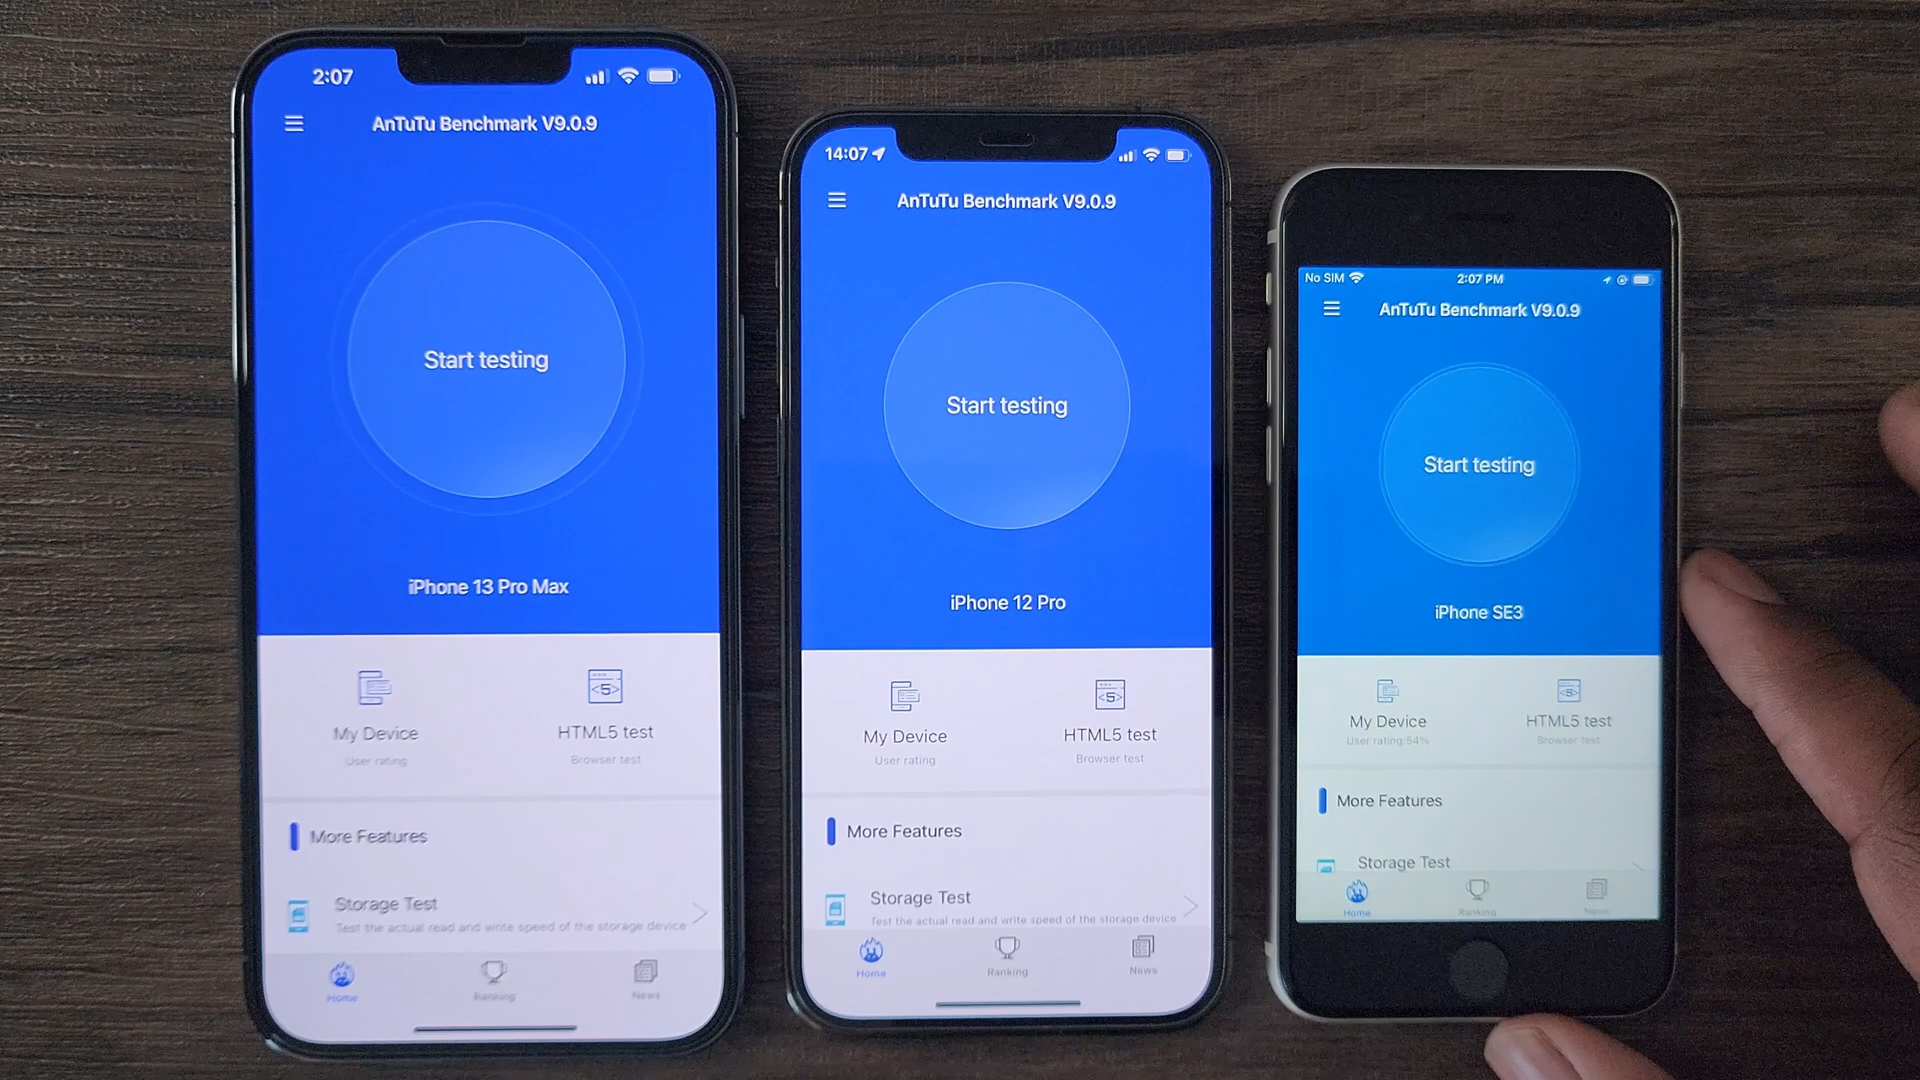 2:07
AnTuTu Benchmark V9.0.9
Start testing
iPhone 13 Pro Max
My Device
User rating
HTML5 test
Browser test
More Features
Storage Test
Test the actual read and write speed of the storage device
Home
Ranking
News
14:07
AnTuTu Benchmark V9.0.9
Start testing
iPhone 12 Pro
My Device
User rating
HTML5 test
Browser test
More Features
Storage Test
Test the actual read and write speed of the storage device
Home
Ranking
News
No SIM
2:07 PM
AnTuTu Benchmark V9.0.9
Start testing
iPhone SE3
My Device
User rating:54%
HTML5 test
Browser test
More Features
Storage Test
Home
Ranking
News